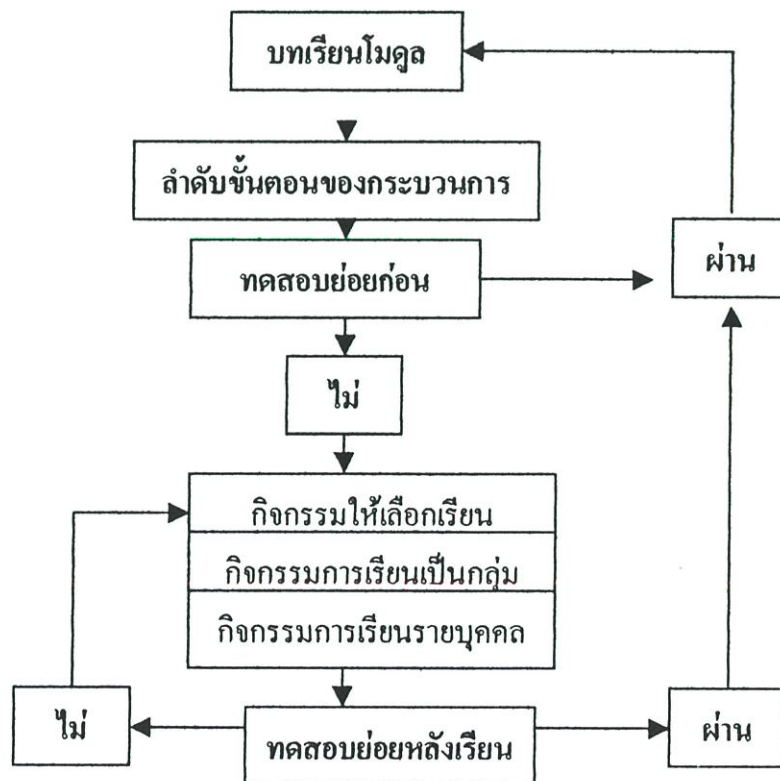 บทเรียนโมดูล
ลำดับขั้นตอนของกระบวนการ
ทดสอบย่อยก่อน
ผ่าน
ไม่
กิจกรรมให้เลือกเรียน
กิจกรรมการเรียนเป็นกลุ่ม
กิจกรรมการเรียนรายบุคคล
ไม่
ทดสอบย่อยหลังเรียน
ผ่าน